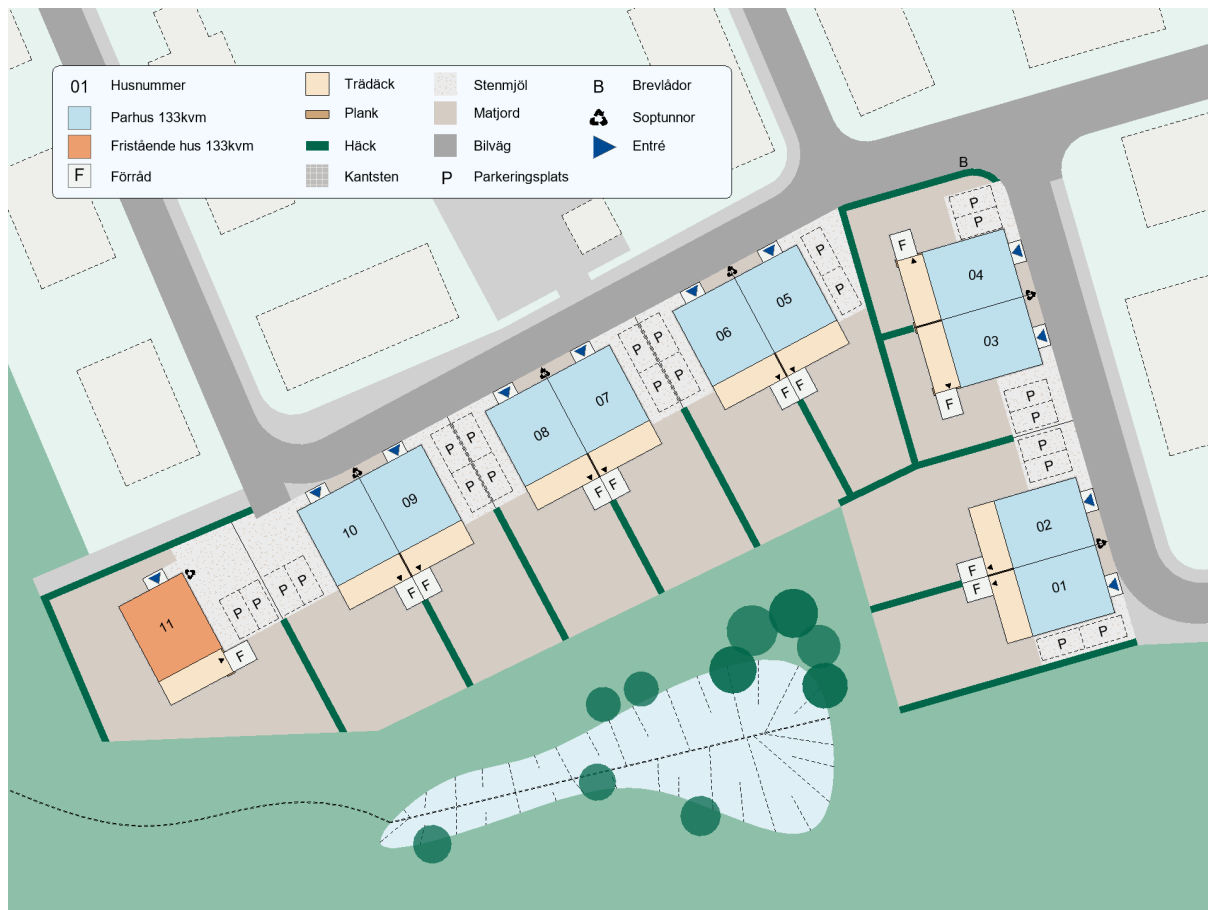 01 Husnummer
Parhus 133kvm
Fristående hus 133kvm
F Förråd
Trädäck
Plank
Häck
Kantsten
Stenmjöl
Matjord
Bilväg
P Parkeringsplats
B Brevlådor
Soptunnor
Entré
B
P
P
F
04
03
F
P
P
P
P
02
F
F
01
P
P
P
P
05
06
F F
P
P
P
P
07
08
F F
P
P
P
P
09
10
F F
P
P
P
P
11
F